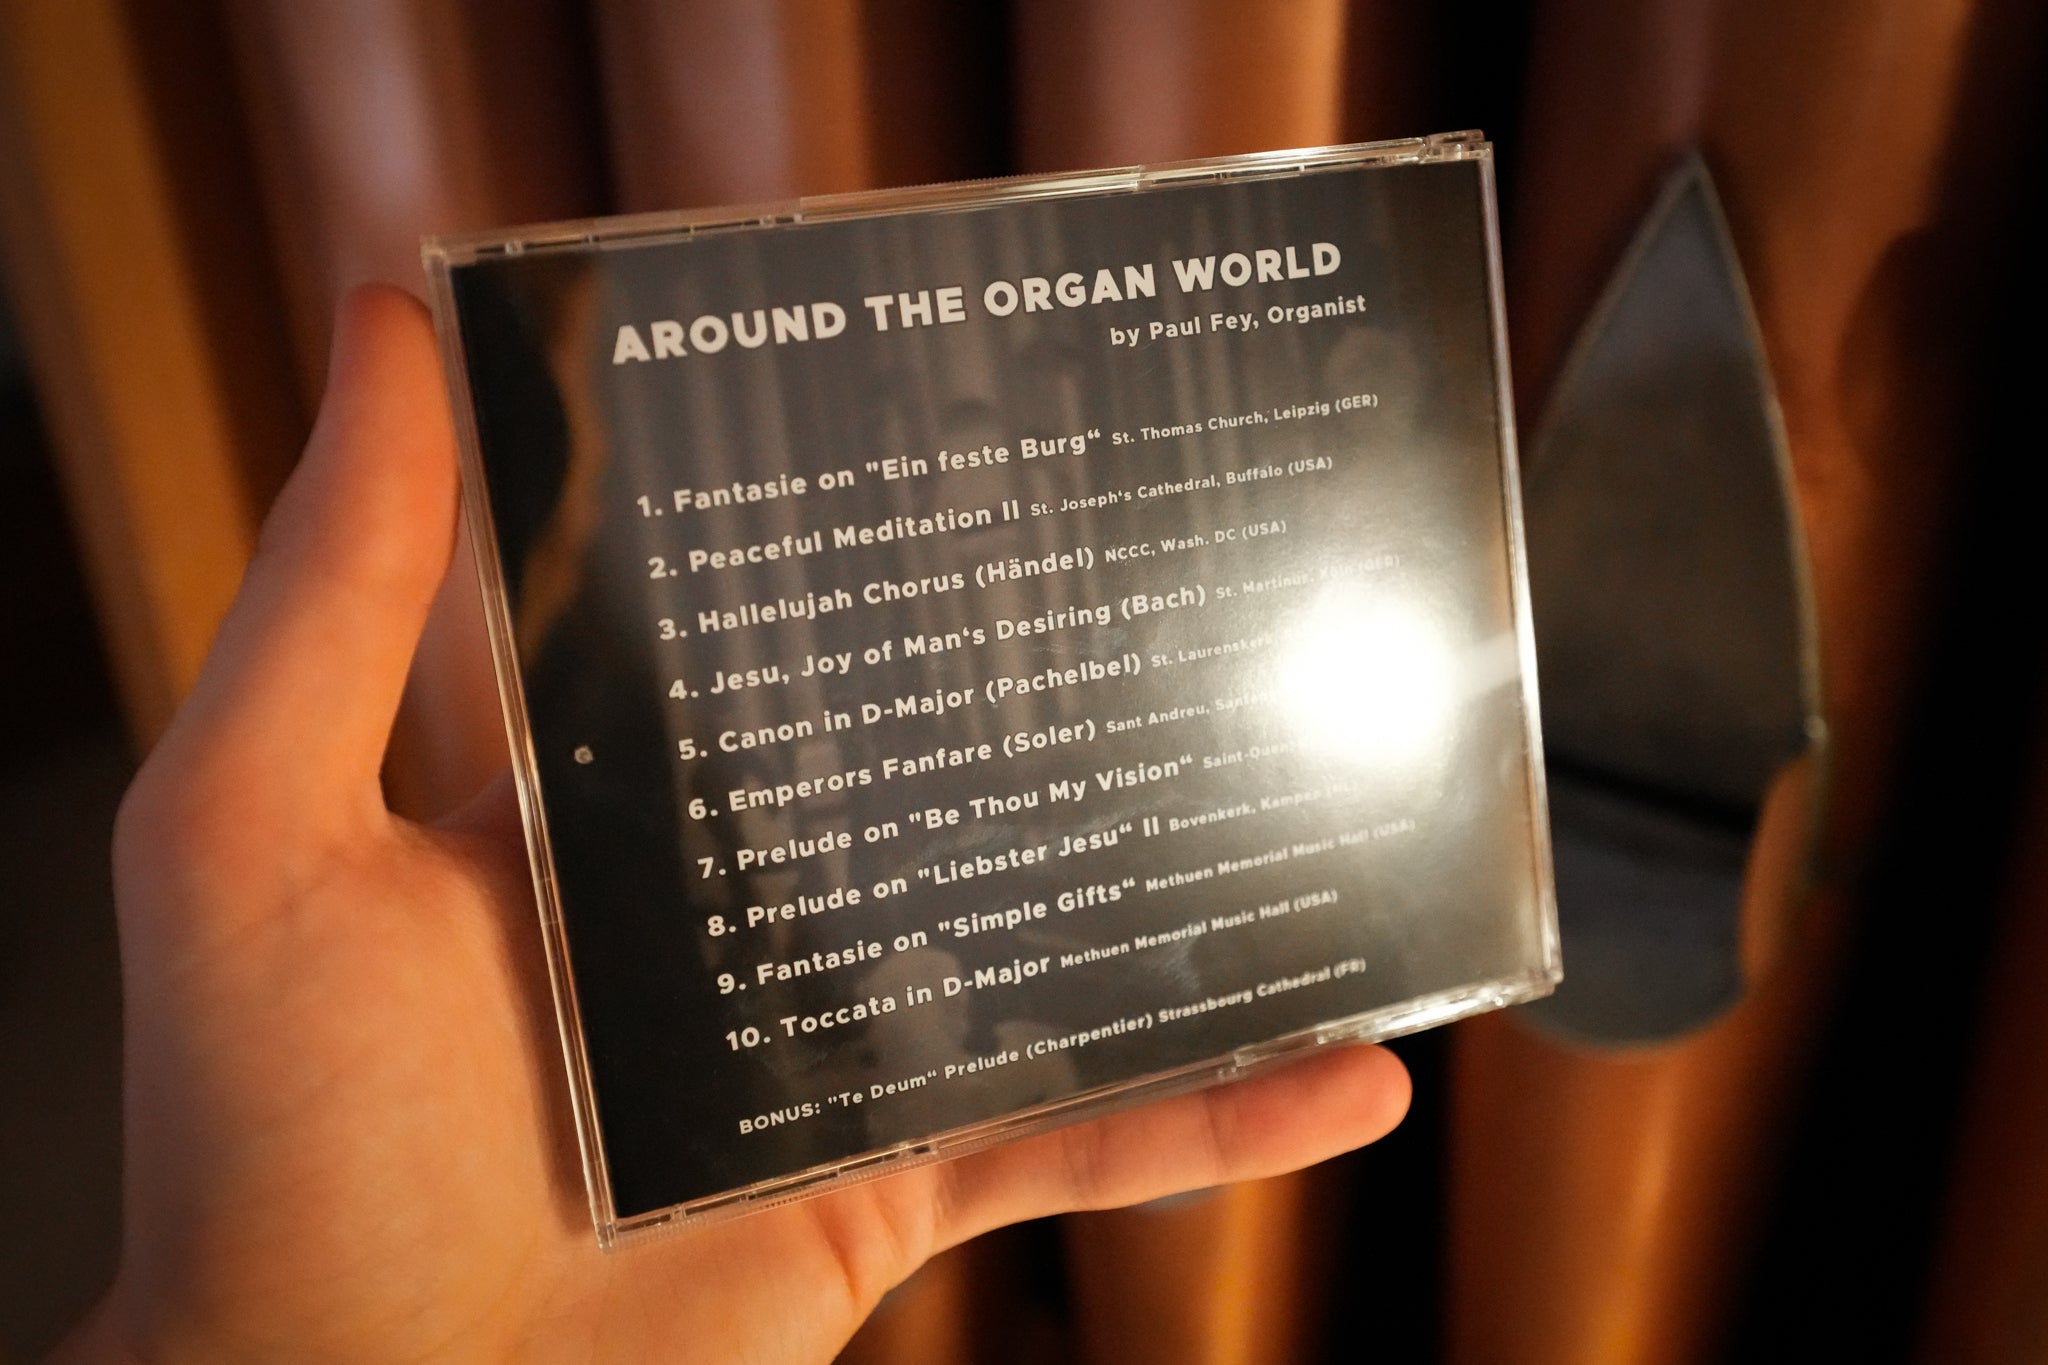 AROUND THE ORGAN WORLD
by Paul Fey, Organist
1. Fantasie on "Ein feste Burg“ St. Thomas Church, Leipzig (GER)
2. Peaceful Meditation II St. Joseph‘s Cathedral, Buffalo (USA)
3. Hallelujah Chorus (Händel) NCCC, Wash. DC (USA)
4. Jesu, Joy of Man‘s Desiring (Bach) St. Martinus, Köln (GER)
5. Canon in D-Major (Pachelbel) St. Laurenskerk
6. Emperors Fanfare (Soler) Sant Andreu,
7. Prelude on "Be Thou My Vision“
8. Prelude on "Liebster Jesu“ II Bovenkerk, Kampen (NL)
9. Fantasie on "Simple Gifts“ Methuen Memorial Music Hall (USA)
10. Toccata in D-Major Methuen Memorial Music Hall (USA)
BONUS: "Te Deum“ Prelude (Charpentier) Strassbourg Cathedral (FR)